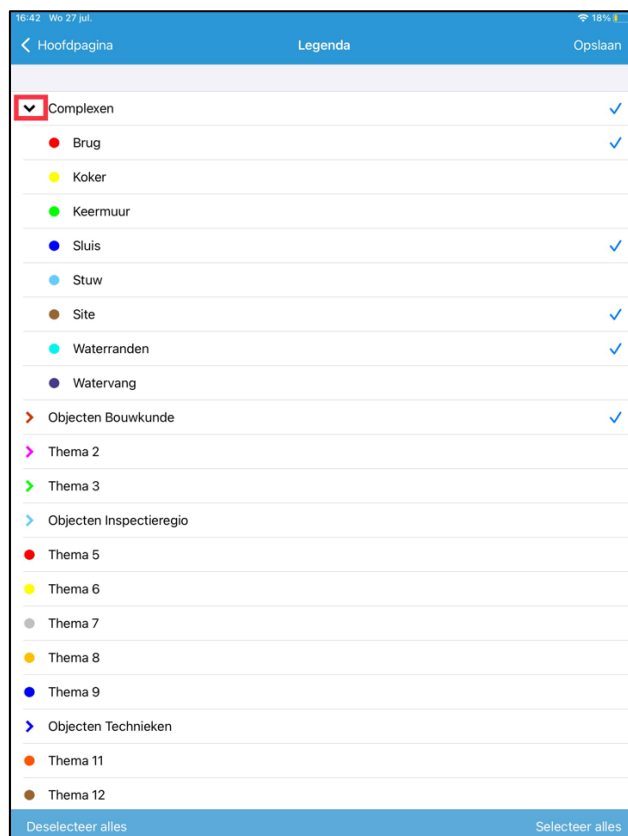 16:42 Wo 27 jul. 18%
Hoofdpagina Legenda Opslaan
Complexen
Brug
Koker
Keermuur
Sluis
Stuw
Site
Waterranden
Watervang
Objecten Bouwkunde
Thema 2
Thema 3
Objecten Inspectieregio
Thema 5
Thema 6
Thema 7
Thema 8
Thema 9
Objecten Technieken
Thema 11
Thema 12
Deselecteer alles Selecteer alles